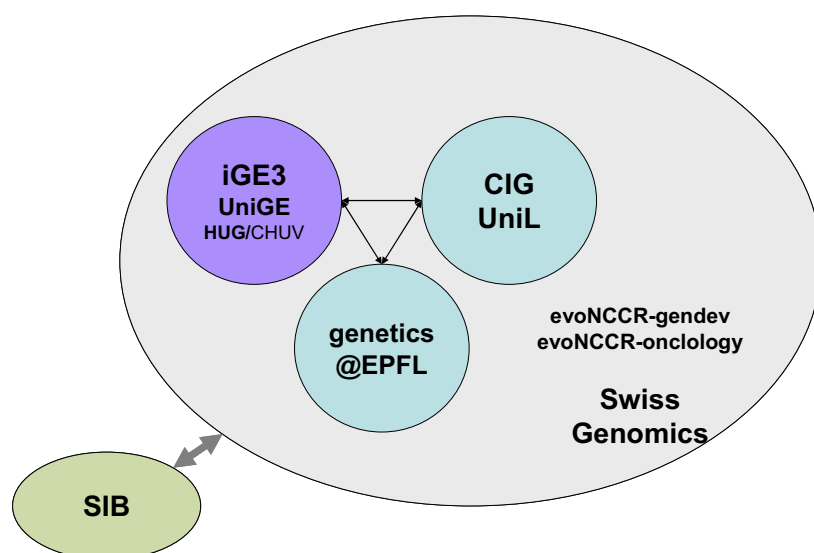 iGE3
UniGE
HUG/CHUV
CIG
UniL
genetics
@EPFL
evoNCCR-gendev
evoNCCR-onclology
Swiss
Genomics
SIB